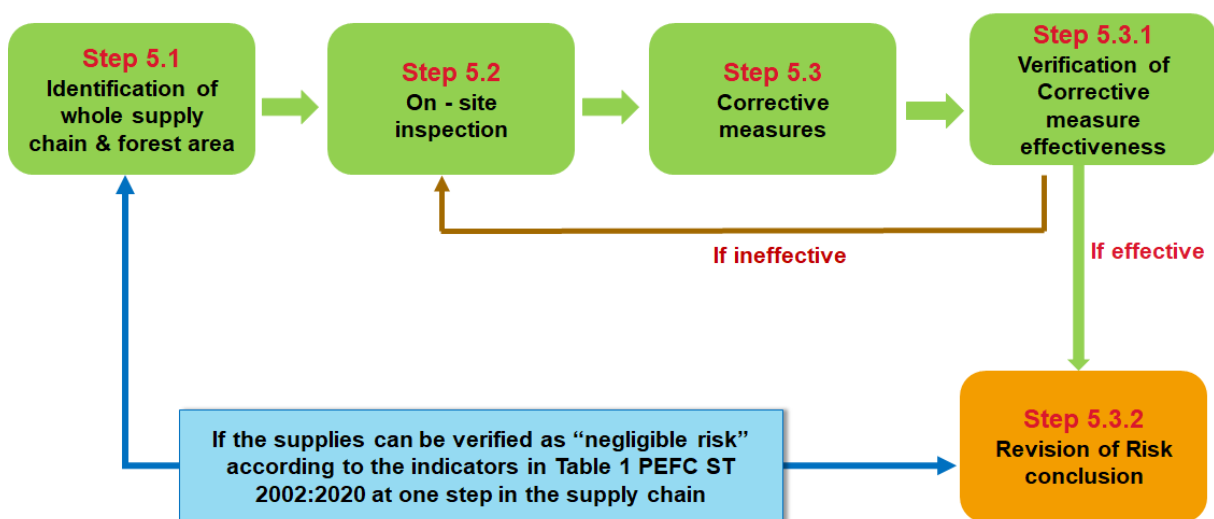 Step 5.1
Identification of
whole supply
chain & forest area
Step 5.2
On - site
inspection
Step 5.3
Corrective
measures
Step 5.3.1
Verification of
Corrective
measure
effectiveness
If ineffective
If effective
If the supplies can be verified as “negligible risk”
according to the indicators in Table 1 PEFC ST
2002:2020 at one step in the supply chain
Step 5.3.2
Revision of Risk
conclusion